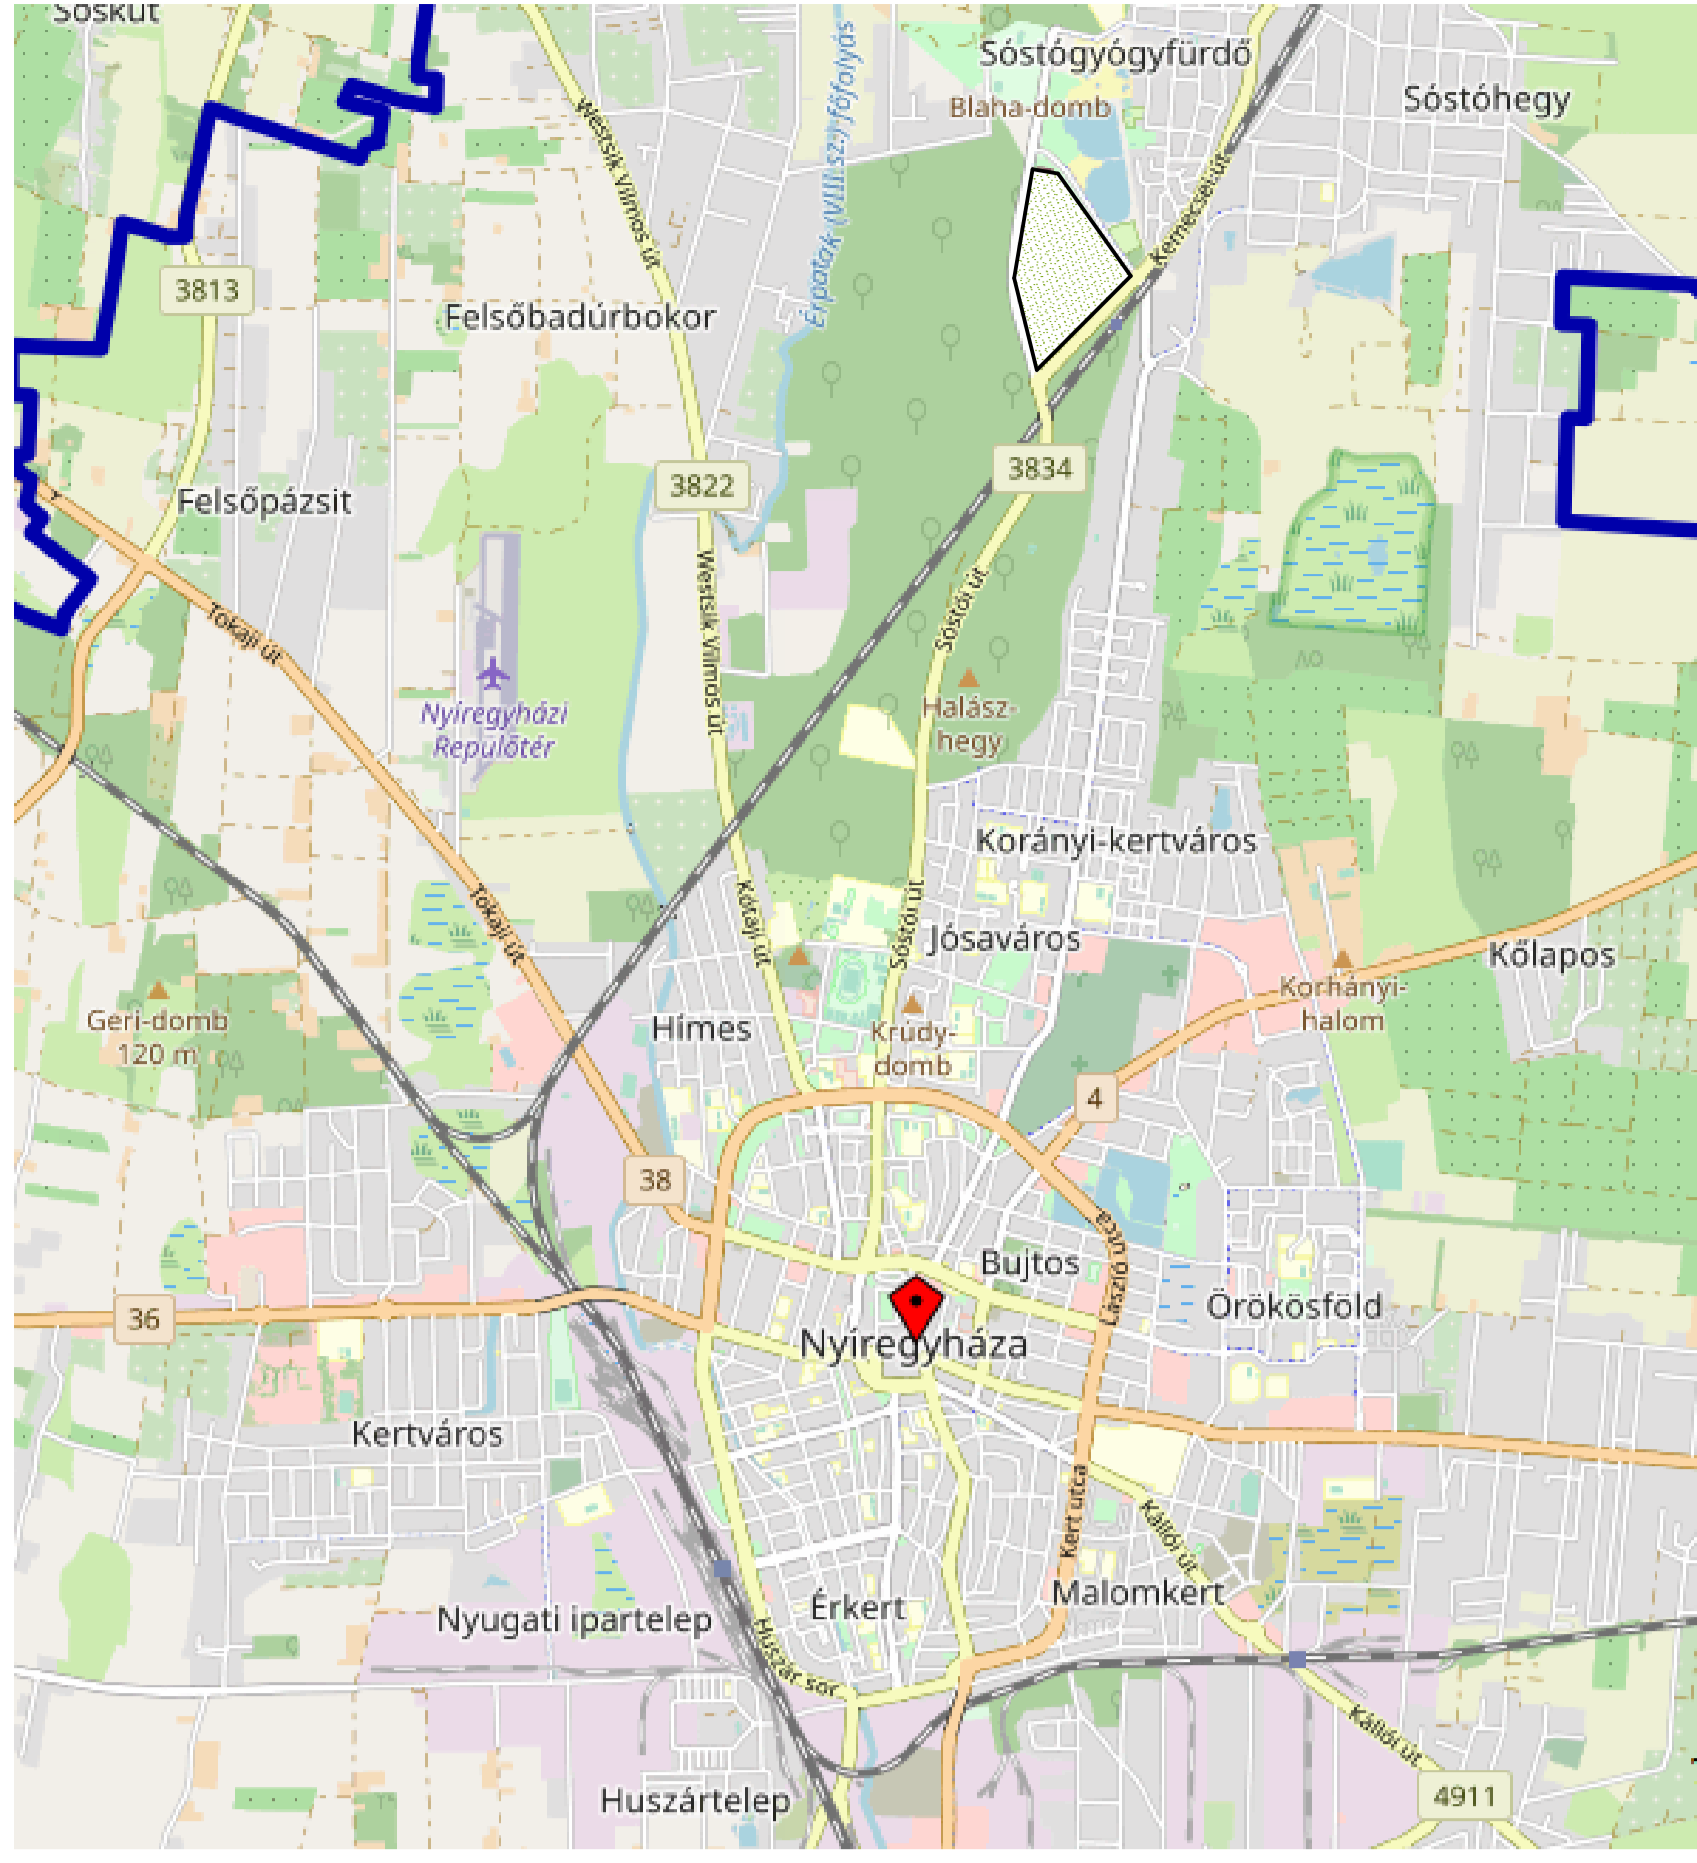 Sóskút
Sóstógyógyfürdő
Sóstóhegy
Blaha-domb
Westsik Vilmos út
Érpatak (VIII. sz.) főfolyás
Kemecsei út
3813
Felsőbadúrbokor
3834
3822
Felsőpázsit
Tokaji út
Westsik Vilmos út
Sóstói út
Nyíregyházi
Repülőtér
Halász-
hegy
Korányi-kertváros
Tokaji út
Kótaji út
Sóstói út
Jósaváros
Kőlapos
Korhányi-
halom
Geri-domb
120 m
Hímes
Krúdy-
domb
4
38
László utca
Bujtos
Örökösföld
36
Nyíregyháza
Kertváros
Kert utca
Kállói út
Malomkert
Érkert
Nyugati ipartelep
Huszár sor
Kállói út
Huszártelep
4911